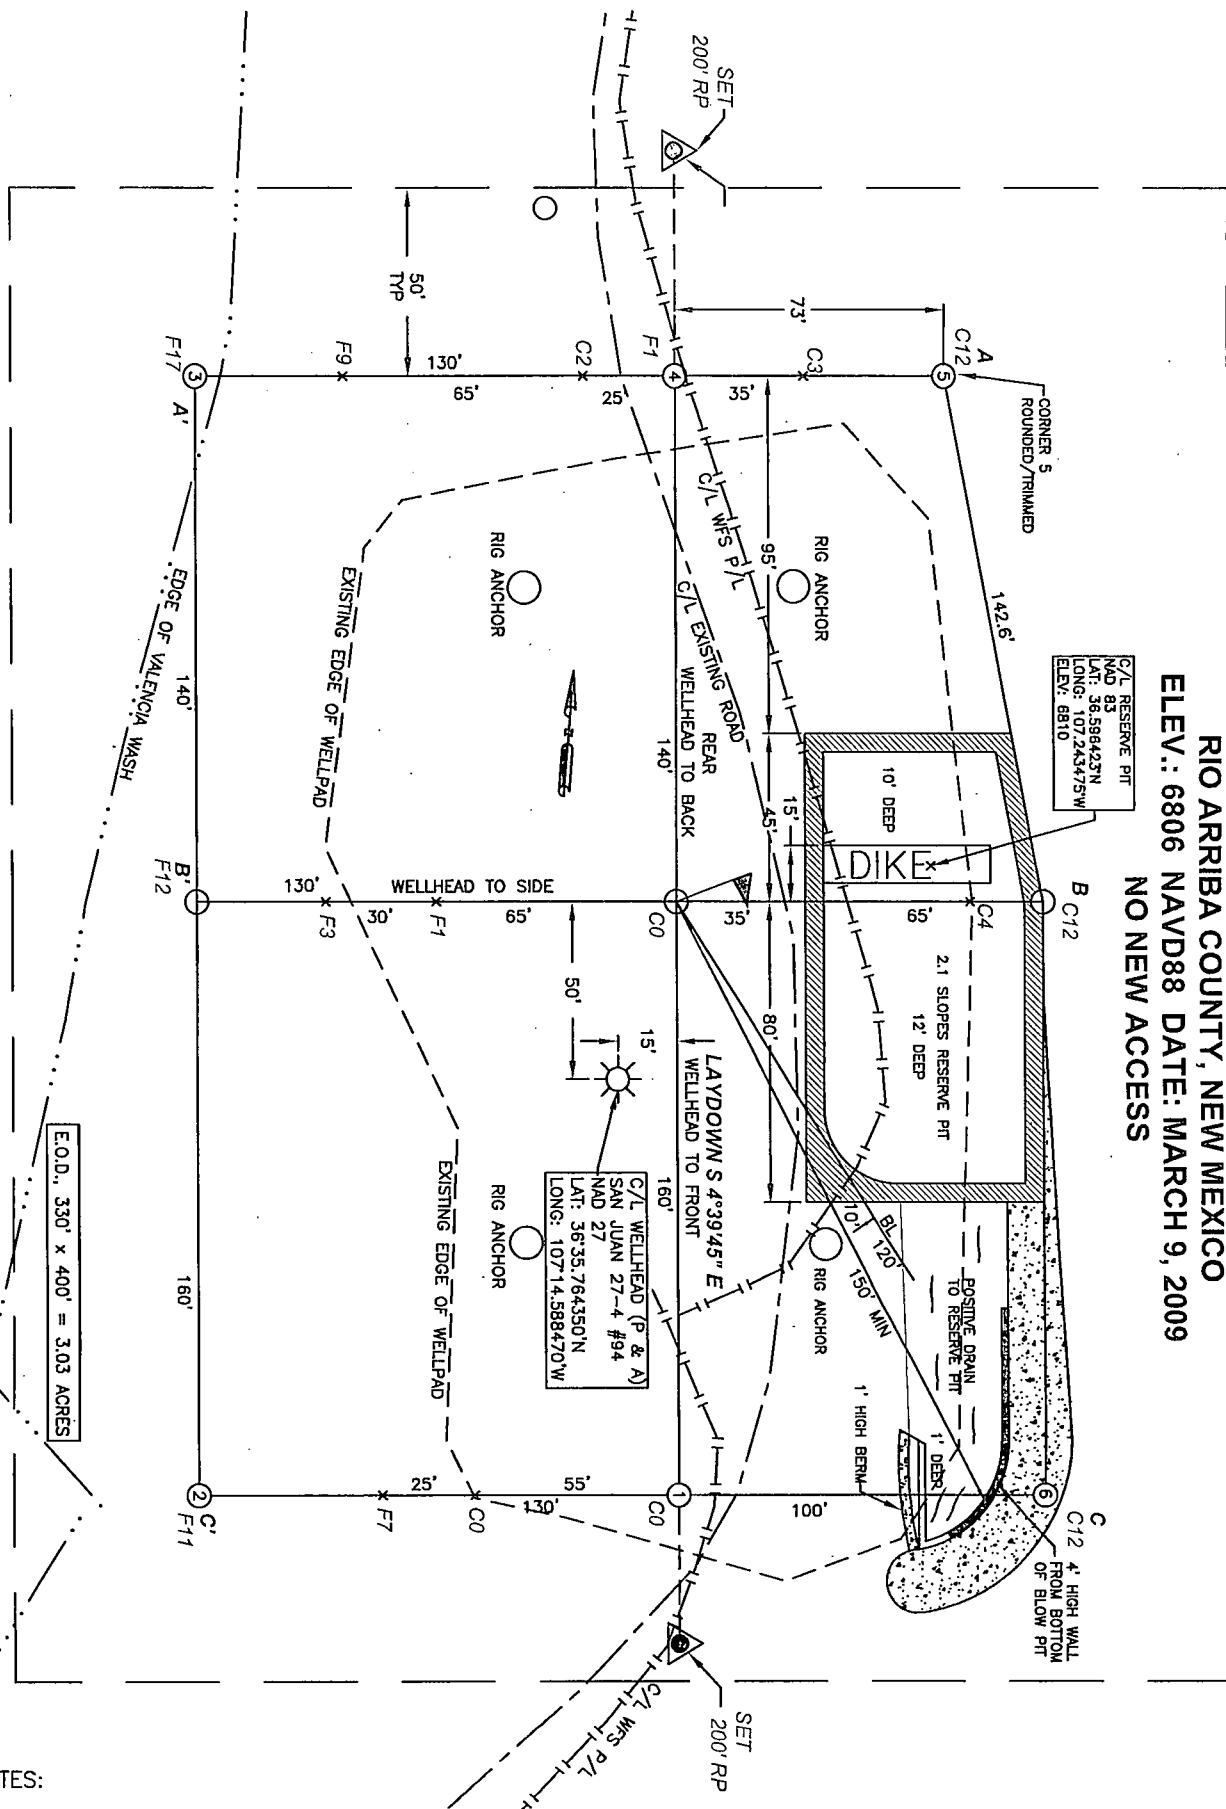 RIO ARRIBA COUNTY, NEW MEXICO
ELEV.: 6806 NAVD88 DATE: MARCH 9, 2009
NO NEW ACCESS
C/L RESERVE PIT
NAD 83
LAT: 36.596423°N
LONG: 107.243475°W
ELEV: 6810
SET
200' RP
A
C12
5
CORNER 5
ROUNDED/TRIMMED
142.6'
B
C12
C
C12
6
4' HIGH WALL
FROM BOTTOM
OF BLOW PIT
73'
C3
35'
95'
45'
15'
80'
10' DEEP
DIKE
C4
65'
35'
2.1 SLOPES RESERVE PIT
12' DEEP
POSITIVE DRAIN
TO RESERVE PIT
1' DEEP
1' HIGH BERM
100'
BL
120'
10'
150' MIN
RIG ANCHOR
RIG ANCHOR
C/L WFS P/L
C/L EXISTING ROAD
F1
4
REAR
WELLHEAD TO BACK
140'
C0
LAYDOWN S 4°39'45" E
WELLHEAD TO FRONT
160'
C0
1
SET
200' RP
C/L WFS P/L
50'
TYP
C2
25'
65'
130'
F9
F17
3
A'
RIG ANCHOR
EXISTING EDGE OF WELLPAD
WELLHEAD TO SIDE
65'
F1
30'
130'
F3
B'
F12
50'
15'
C/L WELLHEAD (P & A)
SAN JUAN 27-4 #94
NAD 27
LAT: 36°35.764350'N
LONG: 107°14.588470'W
RIG ANCHOR
EXISTING EDGE OF WELLPAD
55'
130'
C0
25'
F7
2
C'
F11
140'
160'
EDGE OF VALENCIA WASH
E.O.D., 330' x 400' = 3.03 ACRES
TES: